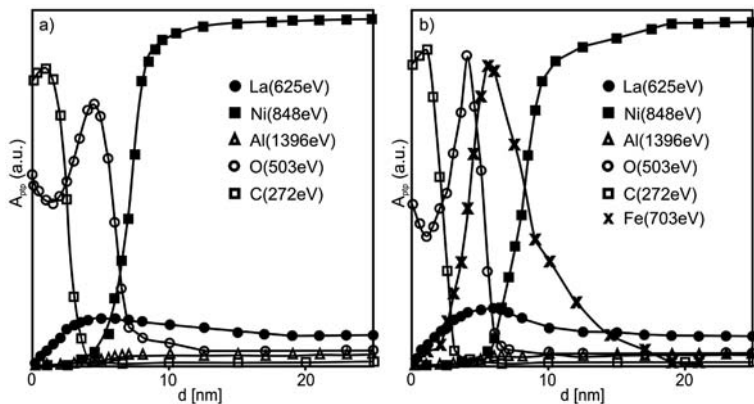 a)
A_ptp (a.u.)
La(625eV)
Ni(848eV)
Al(1396eV)
O(503eV)
C(272eV)
0 10 20
d [nm]
b)
A_ptp (a.u.)
La(625eV)
Ni(848eV)
Al(1396eV)
O(503eV)
C(272eV)
Fe(703eV)
0 10 20
d [nm]